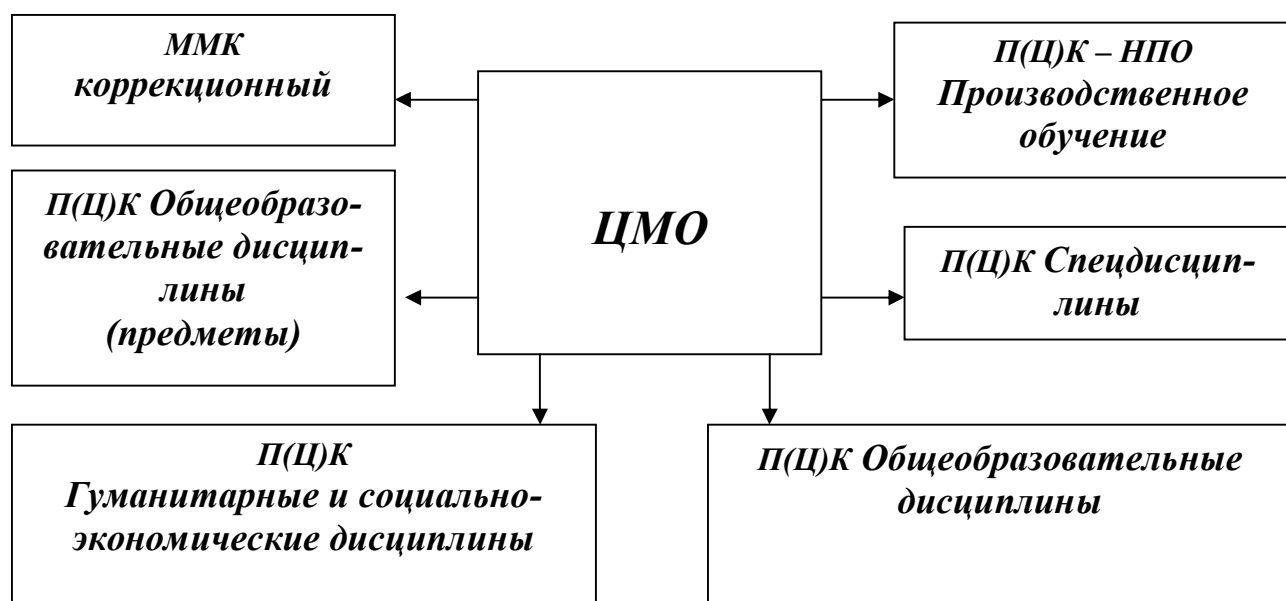 ММК
коррекционный
П(Ц)К – НПО
Производственное
обучение
ЦМО
П(Ц)К Общеобразо-
вательные дисцип-
лины
(предметы)
П(Ц)К Спецдисцип-
лины
П(Ц)К
Гуманитарные и социально-
экономические дисциплины
П(Ц)К Общеобразовательные
дисциплины